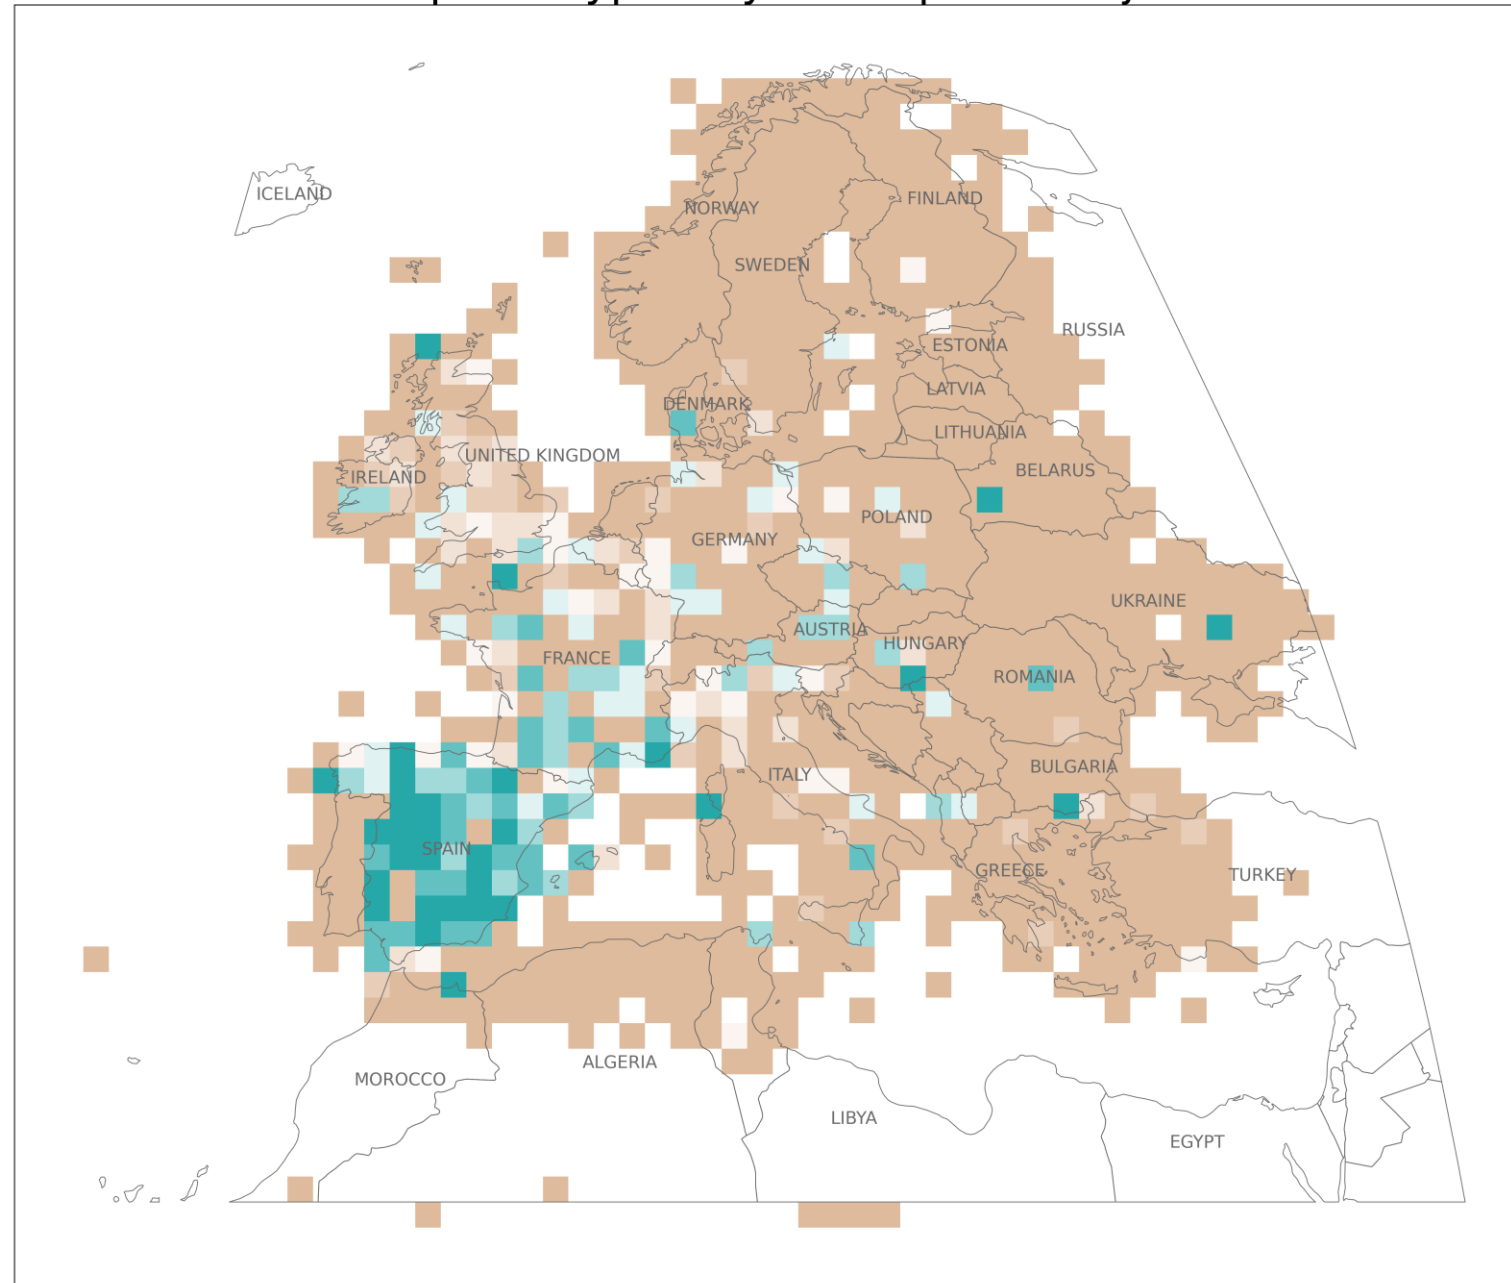 ICELAND
NORWAY
FINLAND
SWEDEN
RUSSIA
ESTONIA
LATVIA
DENMARK
LITHUANIA
UNITED KINGDOM
BELARUS
IRELAND
POLAND
GERMANY
UKRAINE
AUSTRIA
HUNGARY
FRANCE
ROMANIA
BULGARIA
ITALY
SPAIN
GREECE
TURKEY
ALGERIA
MOROCCO
LIBYA
EGYPT